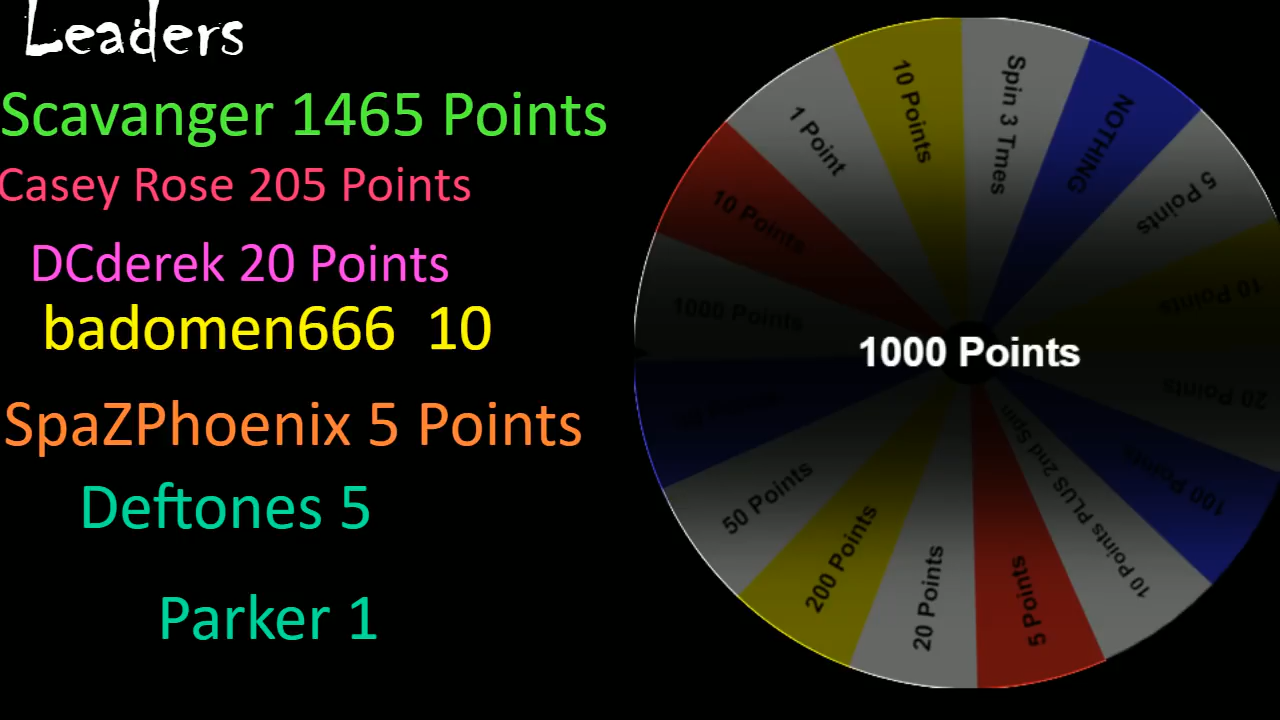 Leaders
Scavanger 1465 Points
Casey Rose 205 Points
DCderek 20 Points
badomen666 10
SpaZPhoenix 5 Points
Deftones 5
Parker 1
1000 Points
10 Points
Spin 3 Tmes
NOTHING
5 Points
10 Points
20 Points
100 Points
10 Points PLUS 2nd Spin
5 Points
20 Points
200 Points
50 Points
Points
1000 Points
10 Points
1 Point